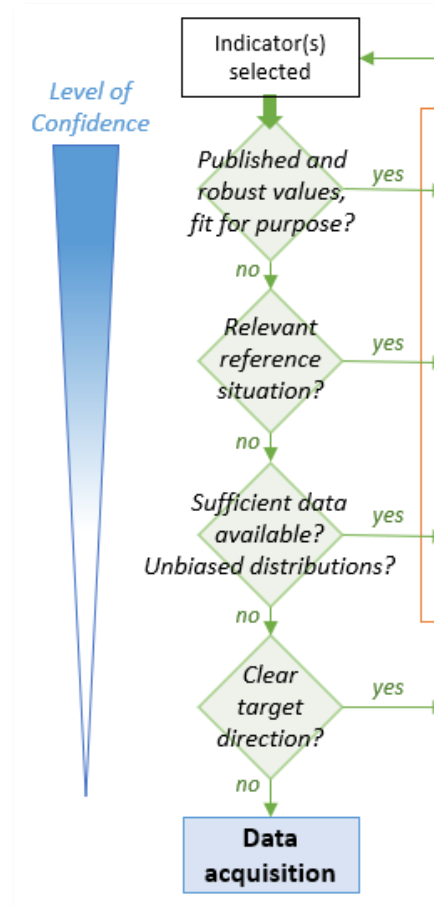 Indicator(s)
selected
Level of
Confidence
Published and
robust values,
fit for purpose?
yes
no
Relevant
reference
situation?
yes
no
Sufficient data
available?
Unbiased distributions?
yes
no
Clear
target
direction?
yes
no
Data
acquisition